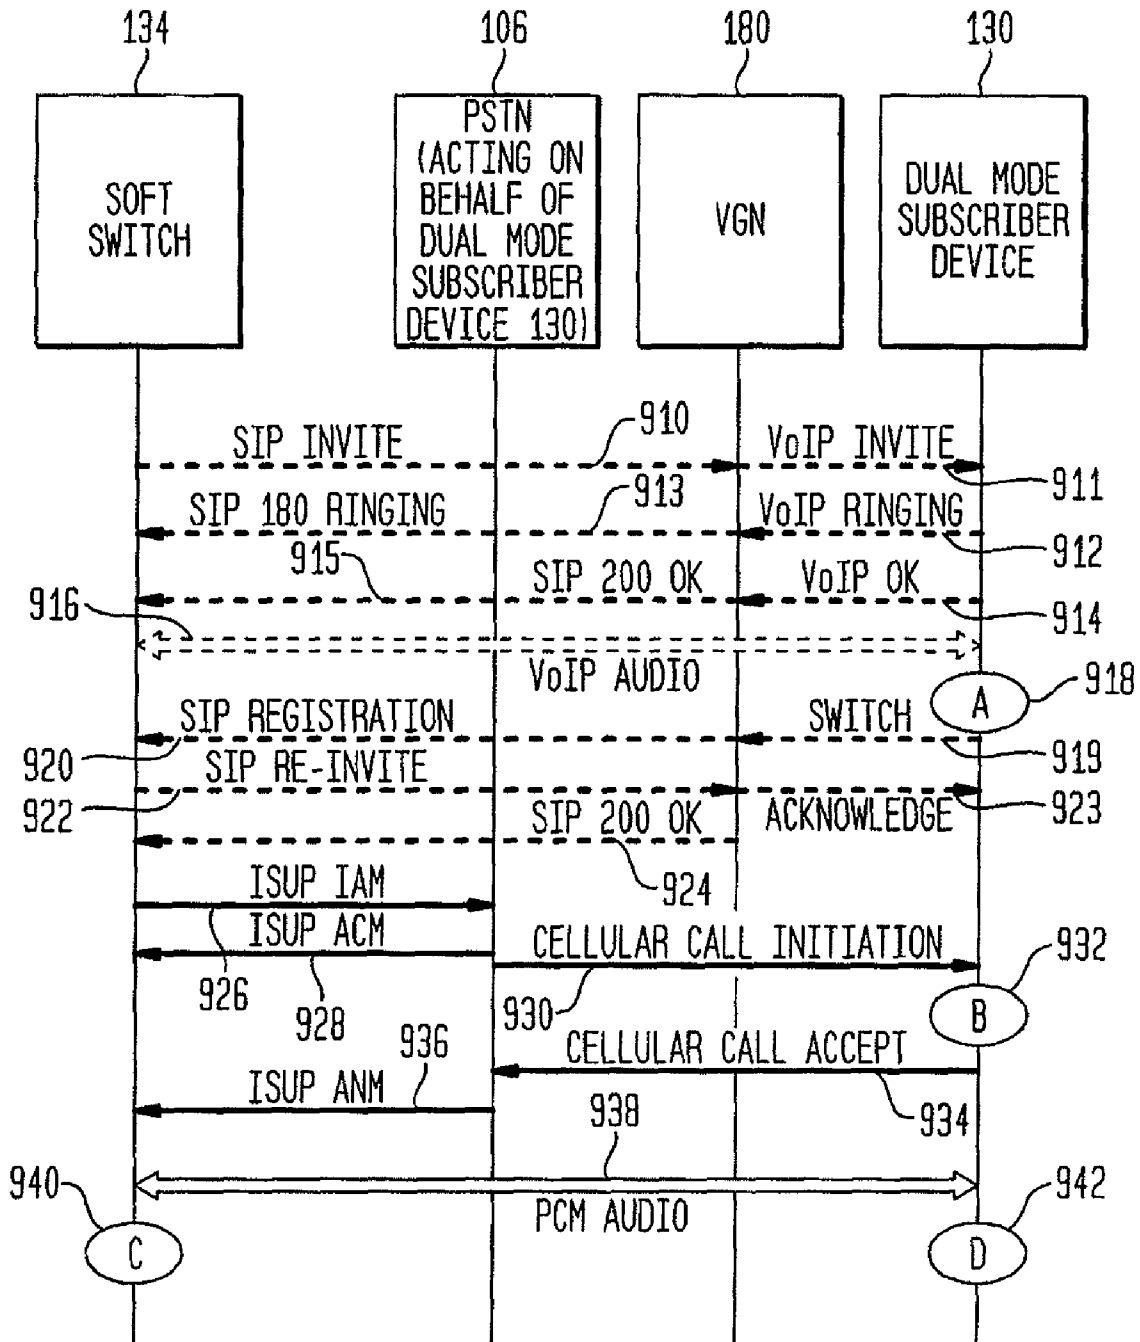 134
106
180
130
SOFT
SWITCH
PSTN
(ACTING ON
BEHALF OF
DUAL MODE
SUBSCRIBER
DEVICE 130)
VGN
DUAL MODE
SUBSCRIBER
DEVICE
SIP INVITE
910
VoIP INVITE
911
SIP 180 RINGING
913
VoIP RINGING
912
915
SIP 200 OK
VoIP OK
914
916
VoIP AUDIO
A
918
SIP REGISTRATION
SWITCH
920
919
SIP RE-INVITE
922
ACKNOWLEDGE
923
SIP 200 OK
924
ISUP IAM
926
ISUP ACM
928
CELLULAR CALL INITIATION
930
932
B
936
CELLULAR CALL ACCEPT
934
ISUP ANM
938
PCM AUDIO
940
C
942
D